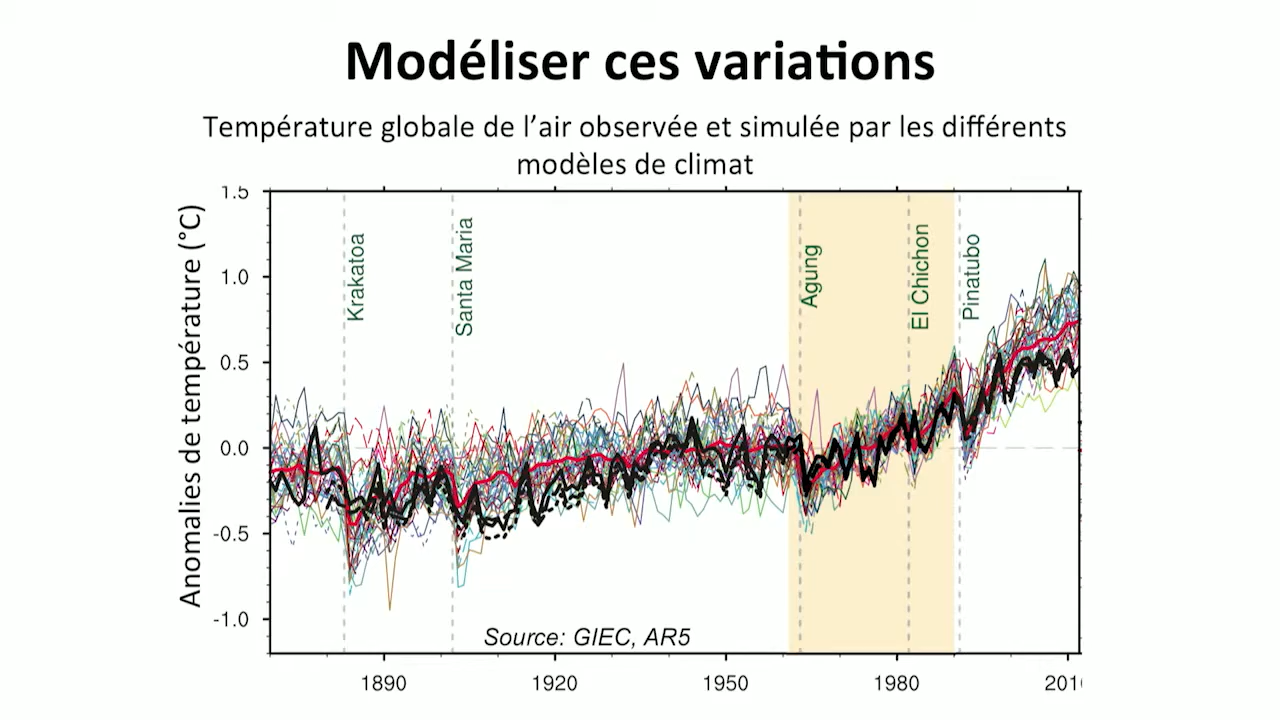 Modéliser ces variations
Température globale de l'air observée et simulée par les différents
modèles de climat
Anomalies de température (°C)
1.5
1.0
0.5
0.0
-0.5
-1.0
Krakatoa
Santa Maria
Agung
El Chichon
Pinatubo
Source: GIEC, AR5
1890
1920
1950
1980
201